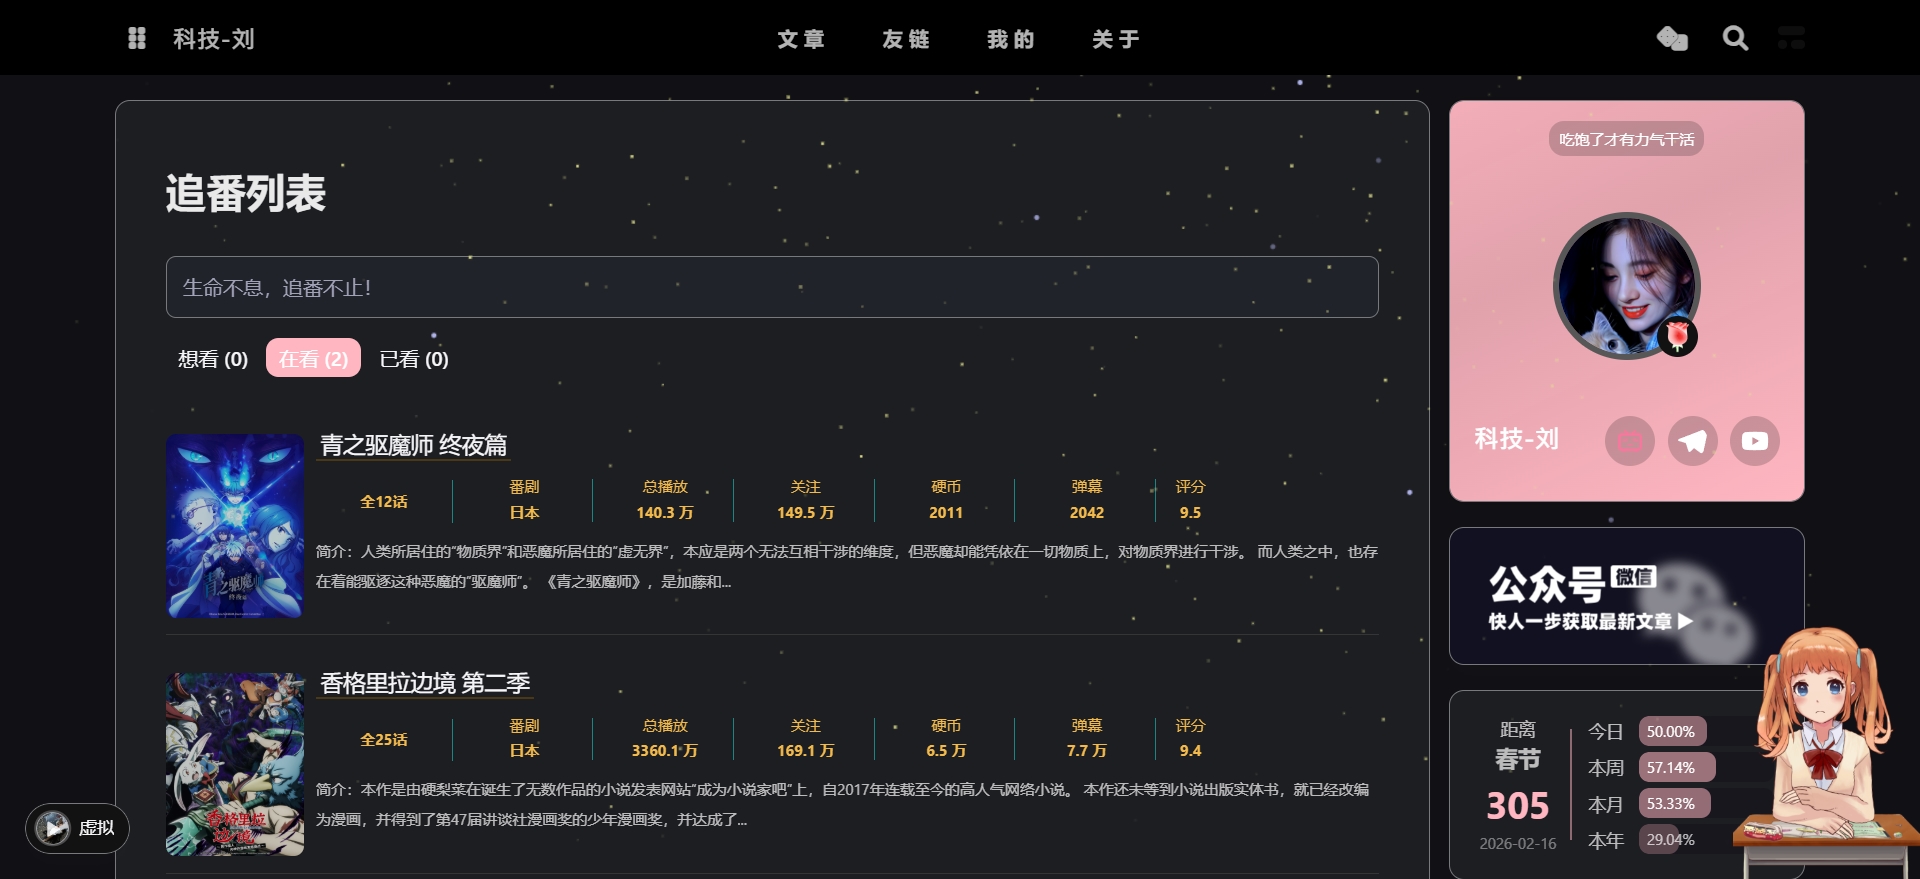 科技-刘
文章
友链
我的
关于
追番列表
生命不息，追番不止！
想看 (0)
在看 (2)
已看 (0)
青之驱魔师 终夜篇
全12话
番剧
日本
总播放
140.3 万
关注
149.5 万
硬币
2011
弹幕
2042
评分
9.5
简介：人类所居住的“物质界”和恶魔所居住的“虚无界”，本应是两个无法互相干涉的维度，但恶魔却能凭依在一切物质上，对物质界进行干涉。 而人类之中，也存
在着能驱逐这种恶魔的“驱魔师”。 《青之驱魔师》，是加藤和...
青之驱魔师
终夜篇
香格里拉边境 第二季
全25话
番剧
日本
总播放
3360.1 万
关注
169.1 万
硬币
6.5 万
弹幕
7.7 万
评分
9.4
简介：本作是由硬梨菜在诞生了无数作品的小说发表网站“成为小说家吧”上，自2017年连载至今的高人气网络小说。 本作还未等到小说出版实体书，就已经改编
为漫画，并得到了第47届讲谈社漫画奖的少年漫画奖，并达成了...
香格里拉
边境
虚拟
吃饱了才有力气干活
科技-刘
公众号 微信
快人一步获取最新文章 ▶
距离
春节
305
2026-02-16
今日 50.00%
本周 57.14%
本月 53.33%
本年 29.04%